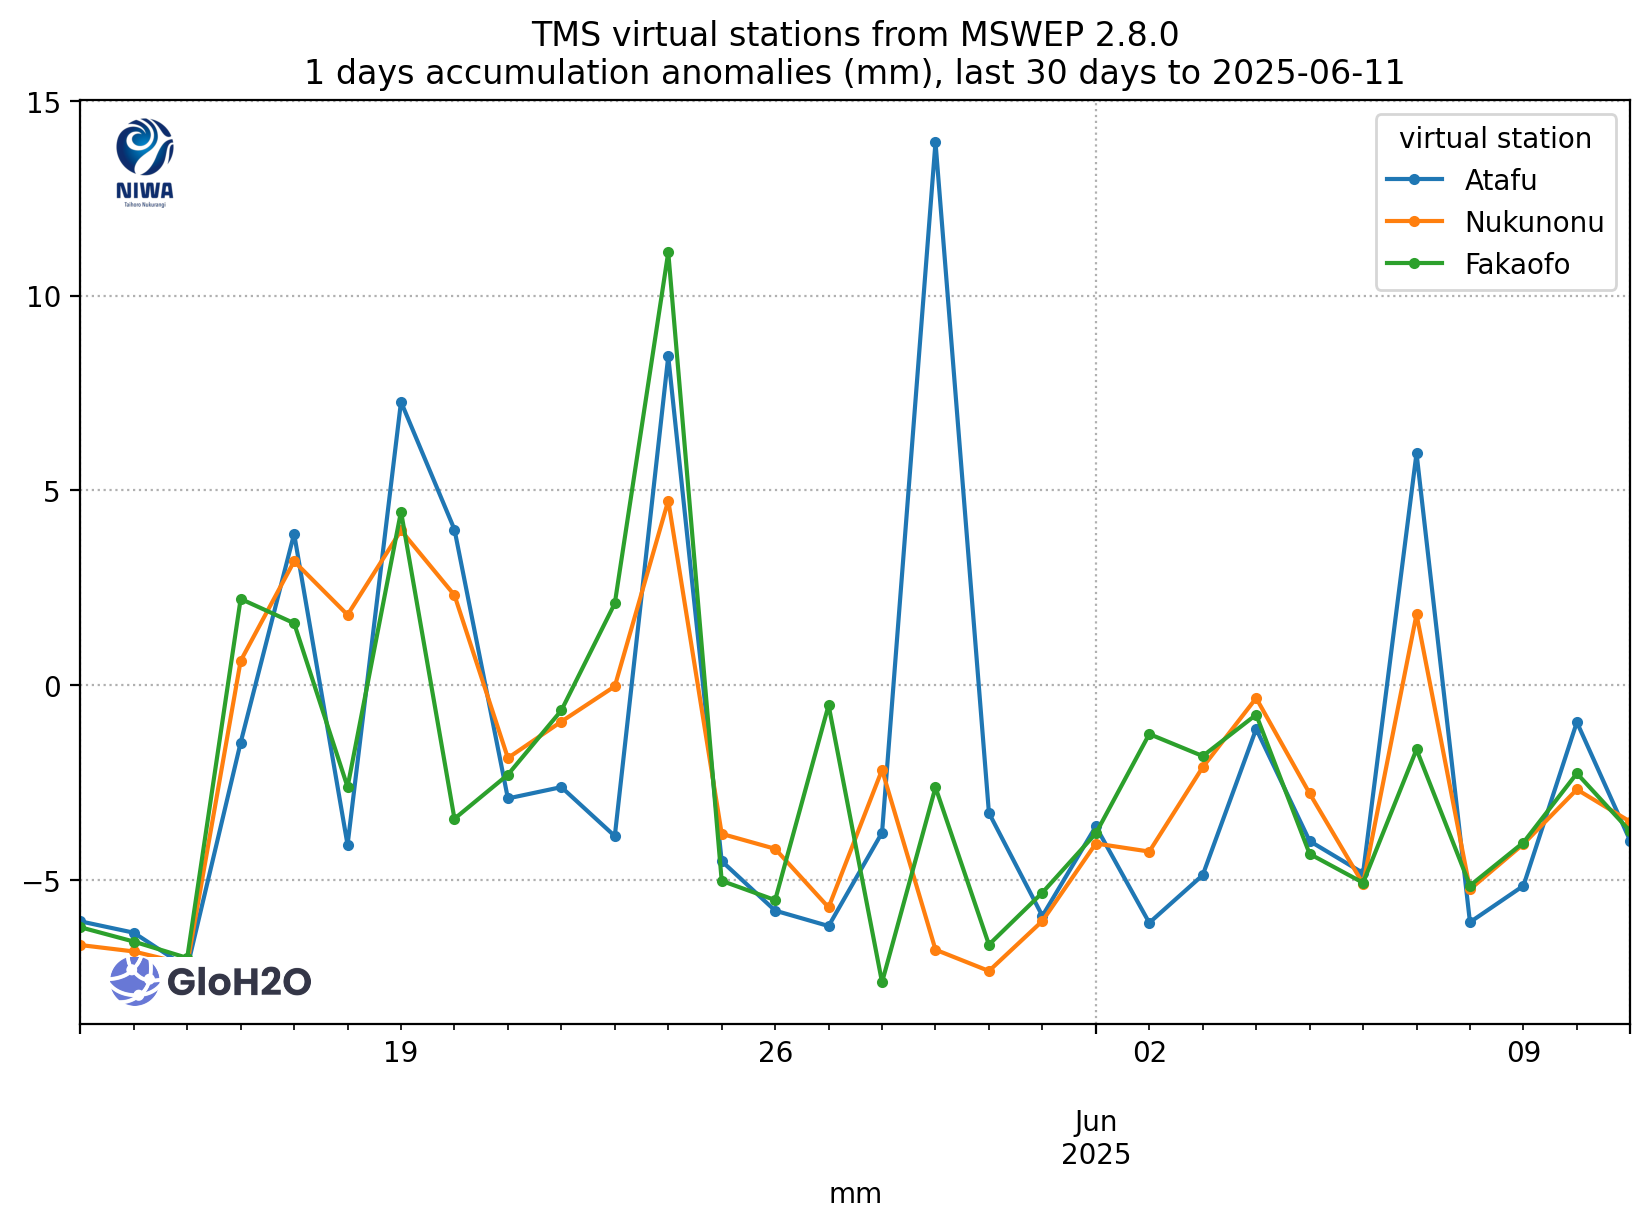 TMS virtual stations from MSWEP 2.8.0
1 days accumulation anomalies (mm), last 30 days to 2025-06-11
15
10
5
0
−5
NIWA
Taihoro Nukurangi
virtual station
Atafu
Nukunonu
Fakaofo
GloH2O
19
26
02
09
Jun
2025
mm